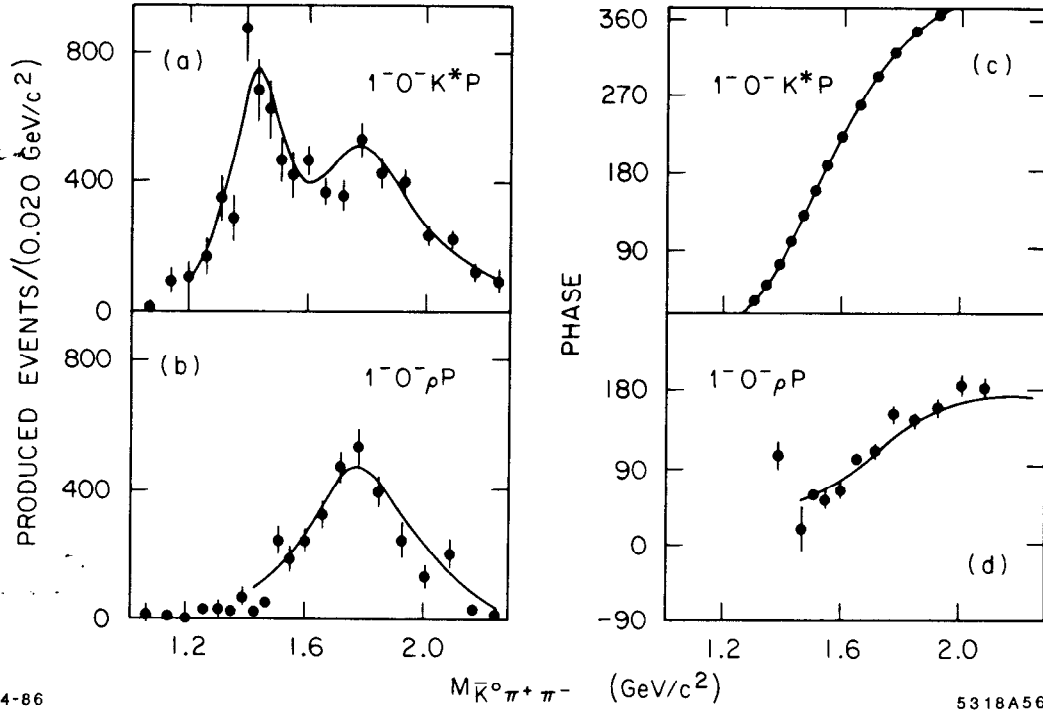 PRODUCED EVENTS/(0.020 GeV/c²)
800
400
0
(a)
1⁻0⁻K*P
800
400
0
(b)
1⁻0⁻ρP
1.2 1.6 2.0
PHASE
360
270
180
90
1⁻0⁻K*P
(c)
180
90
0
-90
1⁻0⁻ρP
(d)
1.2 1.6 2.0
M K̄⁰π⁺π⁻ (GeV/c²)
4-86
5318A56